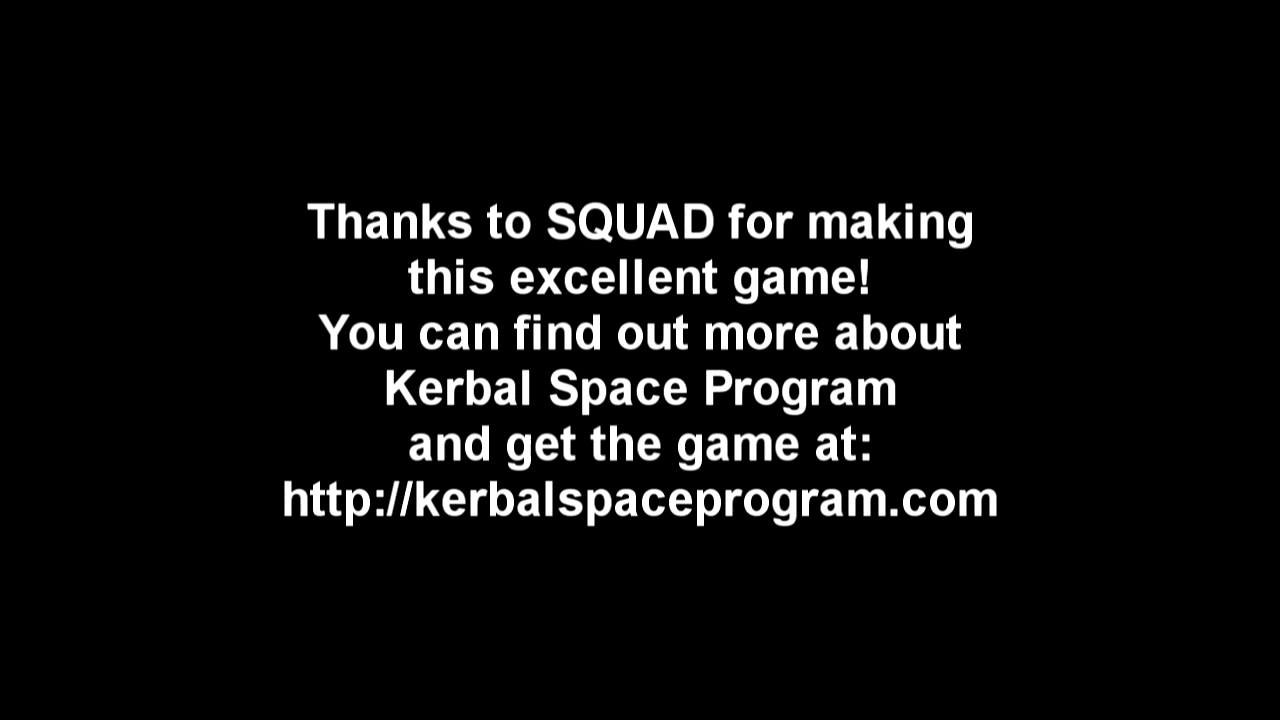 Thanks to SQUAD for making
this excellent game!
You can find out more about
Kerbal Space Program
and get the game at:
http://kerbalspaceprogram.com